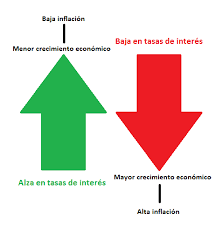 Baja inflación
Menor crecimiento económico
Baja en tasas de interés
Alza en tasas de interés
Mayor crecimiento económico
Alta inflación